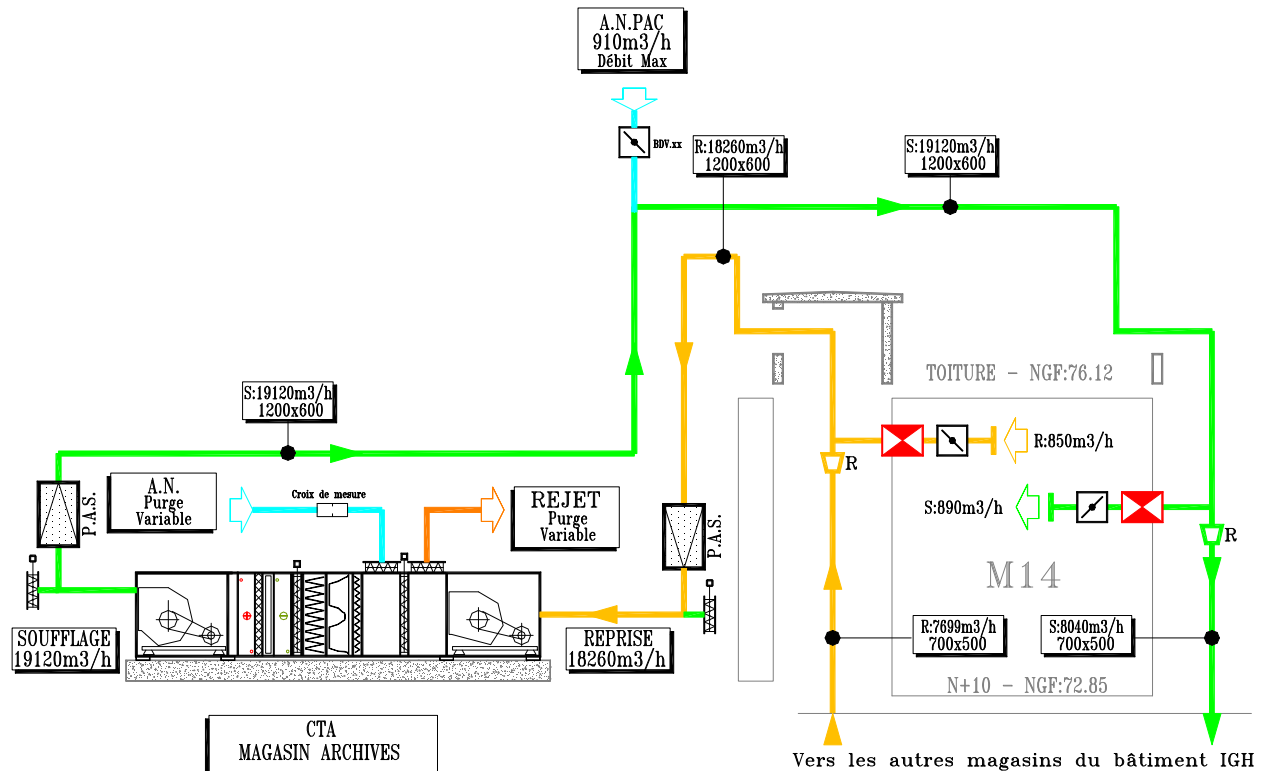 A.N.PAC
910m3/h
Débit Max
BDV.xx
R:18260m3/h
1200x600
S:19120m3/h
1200x600
TOITURE - NGF:76.12
S:19120m3/h
1200x600
R:850m3/h
R
A.N.
Purge
Variable
Croix de mesure
REJET
Purge
Variable
P.A.S.
P.A.S.
S:890m3/h
R
M14
SOUFFLAGE
19120m3/h
REPRISE
18260m3/h
R:7699m3/h
700x500
S:8040m3/h
700x500
N+10 - NGF:72.85
CTA
MAGASIN ARCHIVES
Vers les autres magasins du bâtiment IGH